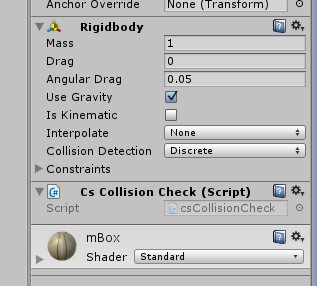 Anchor Override None (Transform)
Rigidbody
Mass 1
Drag 0
Angular Drag 0.05
Use Gravity
Is Kinematic
Interpolate None
Collision Detection Discrete
Constraints
C# Cs Collision Check (Script)
Script csCollisionCheck
mBox
Shader Standard